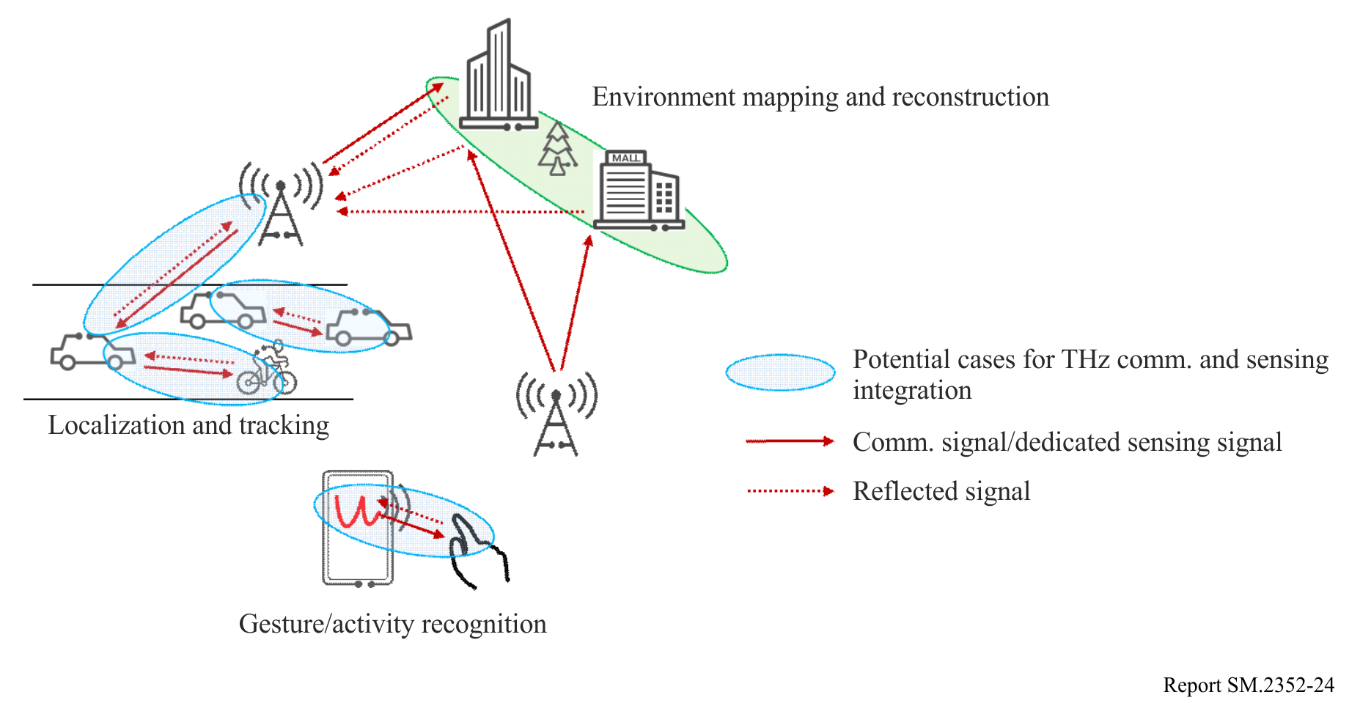 Environment mapping and reconstruction
MALL
Potential cases for THz comm. and sensing
integration
Localization and tracking
Comm. signal/dedicated sensing signal
Reflected signal
Gesture/activity recognition
Report SM.2352-24